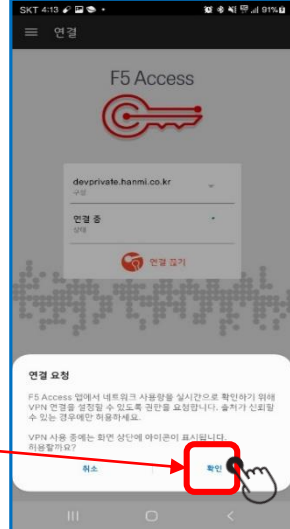 SKT 4:13
91%
연결
F5 Access
devprivate.hanmi.co.kr
구성
연결 중
상태
연결 끊기
연결 요청
F5 Access 앱에서 네트워크 사용량을 실시간으로 확인하기 위해
VPN 연결을 설정할 수 있도록 권한을 요청합니다. 출처가 신뢰할
수 있는 경우에만 허용하세요.
VPN 사용 중에는 화면 상단에 아이콘이 표시됩니다.
허용할까요?
취소
확인